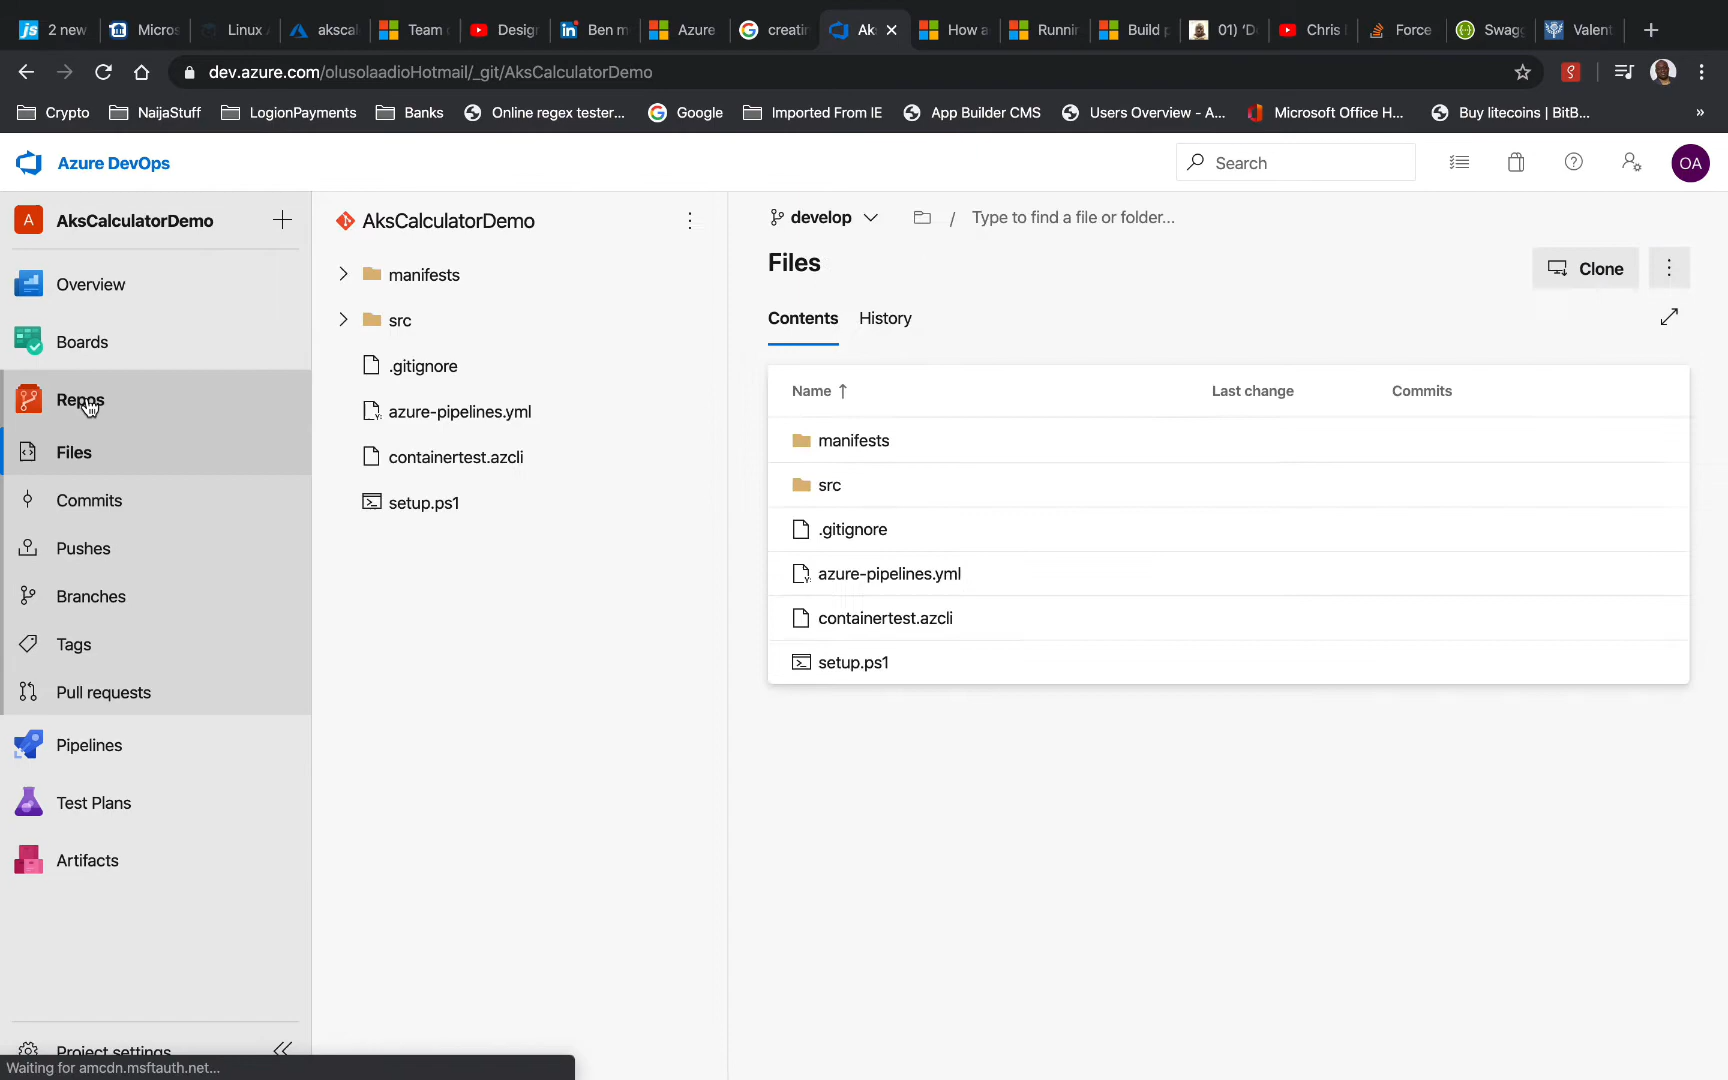 2 new
Micros
Linux
akscal
Team
Desig
Ben m
Azure
creatin
Ak
How a
Runnin
Build p
01) 'D
Chris
Force
Swagg
Valent
dev.azure.com/olusolaadioHotmail/_git/AksCalculatorDemo
Crypto
NaijaStuff
LogionPayments
Banks
Online regex tester...
Google
Imported From IE
App Builder CMS
Users Overview - A...
Microsoft Office H...
Buy litecoins | BitB...
»
Azure DevOps
Search
OA
A
AksCalculatorDemo
Overview
Boards
Repos
Files
Commits
Pushes
Branches
Tags
Pull requests
Pipelines
Test Plans
Artifacts
Project settings
Waiting for amcdn.msftauth.net...
AksCalculatorDemo
manifests
src
.gitignore
azure-pipelines.yml
containertest.azcli
setup.ps1
develop
/ Type to find a file or folder...
Files
Clone
Contents
History
Name ↑
Last change
Commits
manifests
src
.gitignore
azure-pipelines.yml
containertest.azcli
setup.ps1